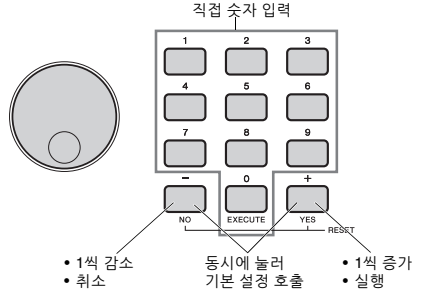 직접 숫자 입력
1 2 3
4 5 6
7 8 9
- 0 +
NO EXECUTE YES
RESET
• 1씩 감소
• 취소
동시에 눌러
기본 설정 호출
• 1씩 증가
• 실행